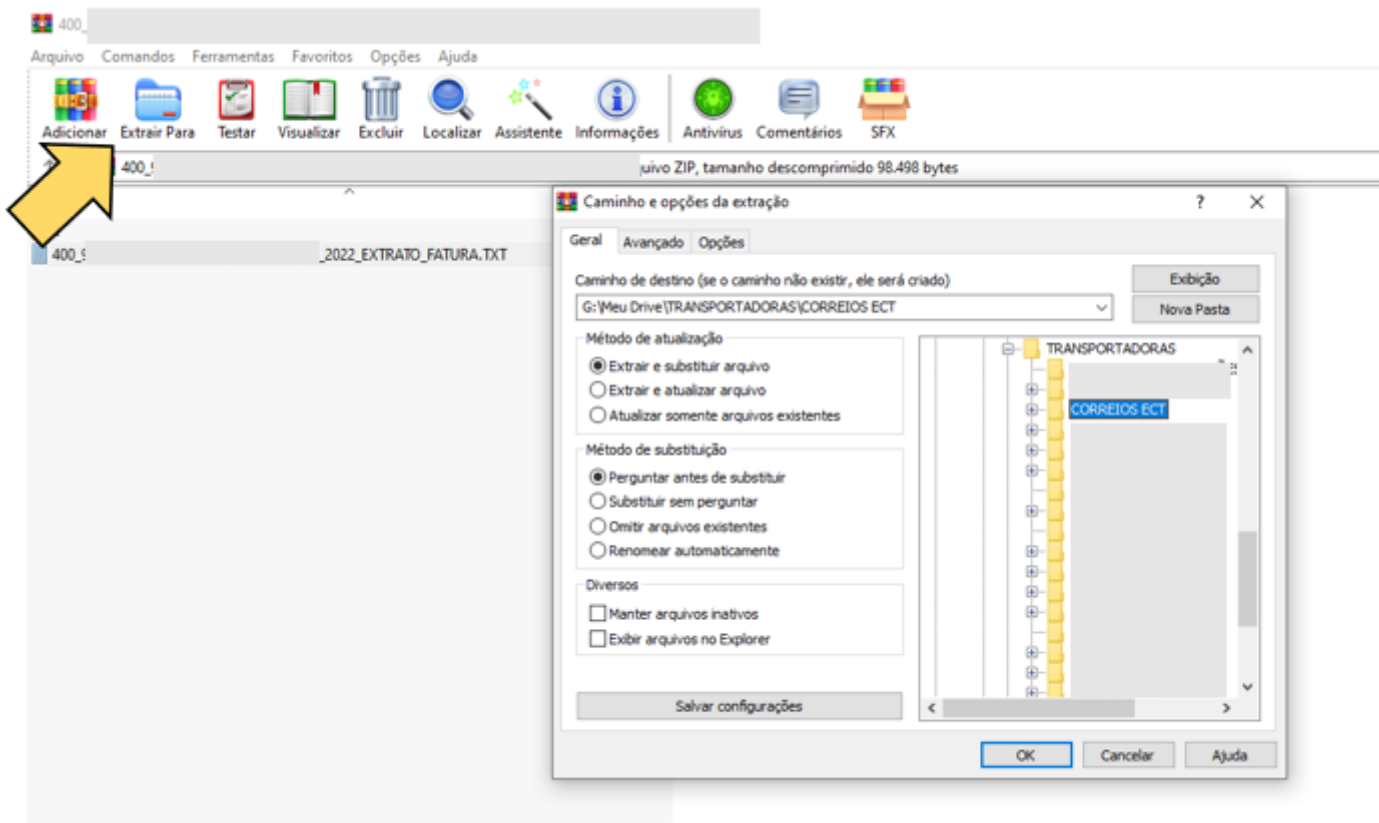 400_
Arquivo Comandos Ferramentas Favoritos Opções Ajuda
Adicionar Extrair Para Testar Visualizar Excluir Localizar Assistente Informações Antivírus Comentários SFX
400_ uivo ZIP, tamanho descomprimido 98.498 bytes
400_ _2022_EXTRATO_FATURA.TXT
Caminho e opções da extração
Geral Avançado Opções
Caminho de destino (se o caminho não existir, ele será criado)
Exibição
G:\Meu Drive\TRANSPORTADORAS\CORREIOS ECT
Nova Pasta
Método de atualização
Extrair e substituir arquivo
Extrair e atualizar arquivo
Atualizar somente arquivos existentes
Método de substituição
Perguntar antes de substituir
Substituir sem perguntar
Omitir arquivos existentes
Renomear automaticamente
Diversos
Manter arquivos inativos
Exibir arquivos no Explorer
Salvar configurações
TRANSPORTADORAS
CORREIOS ECT
OK Cancelar Ajuda